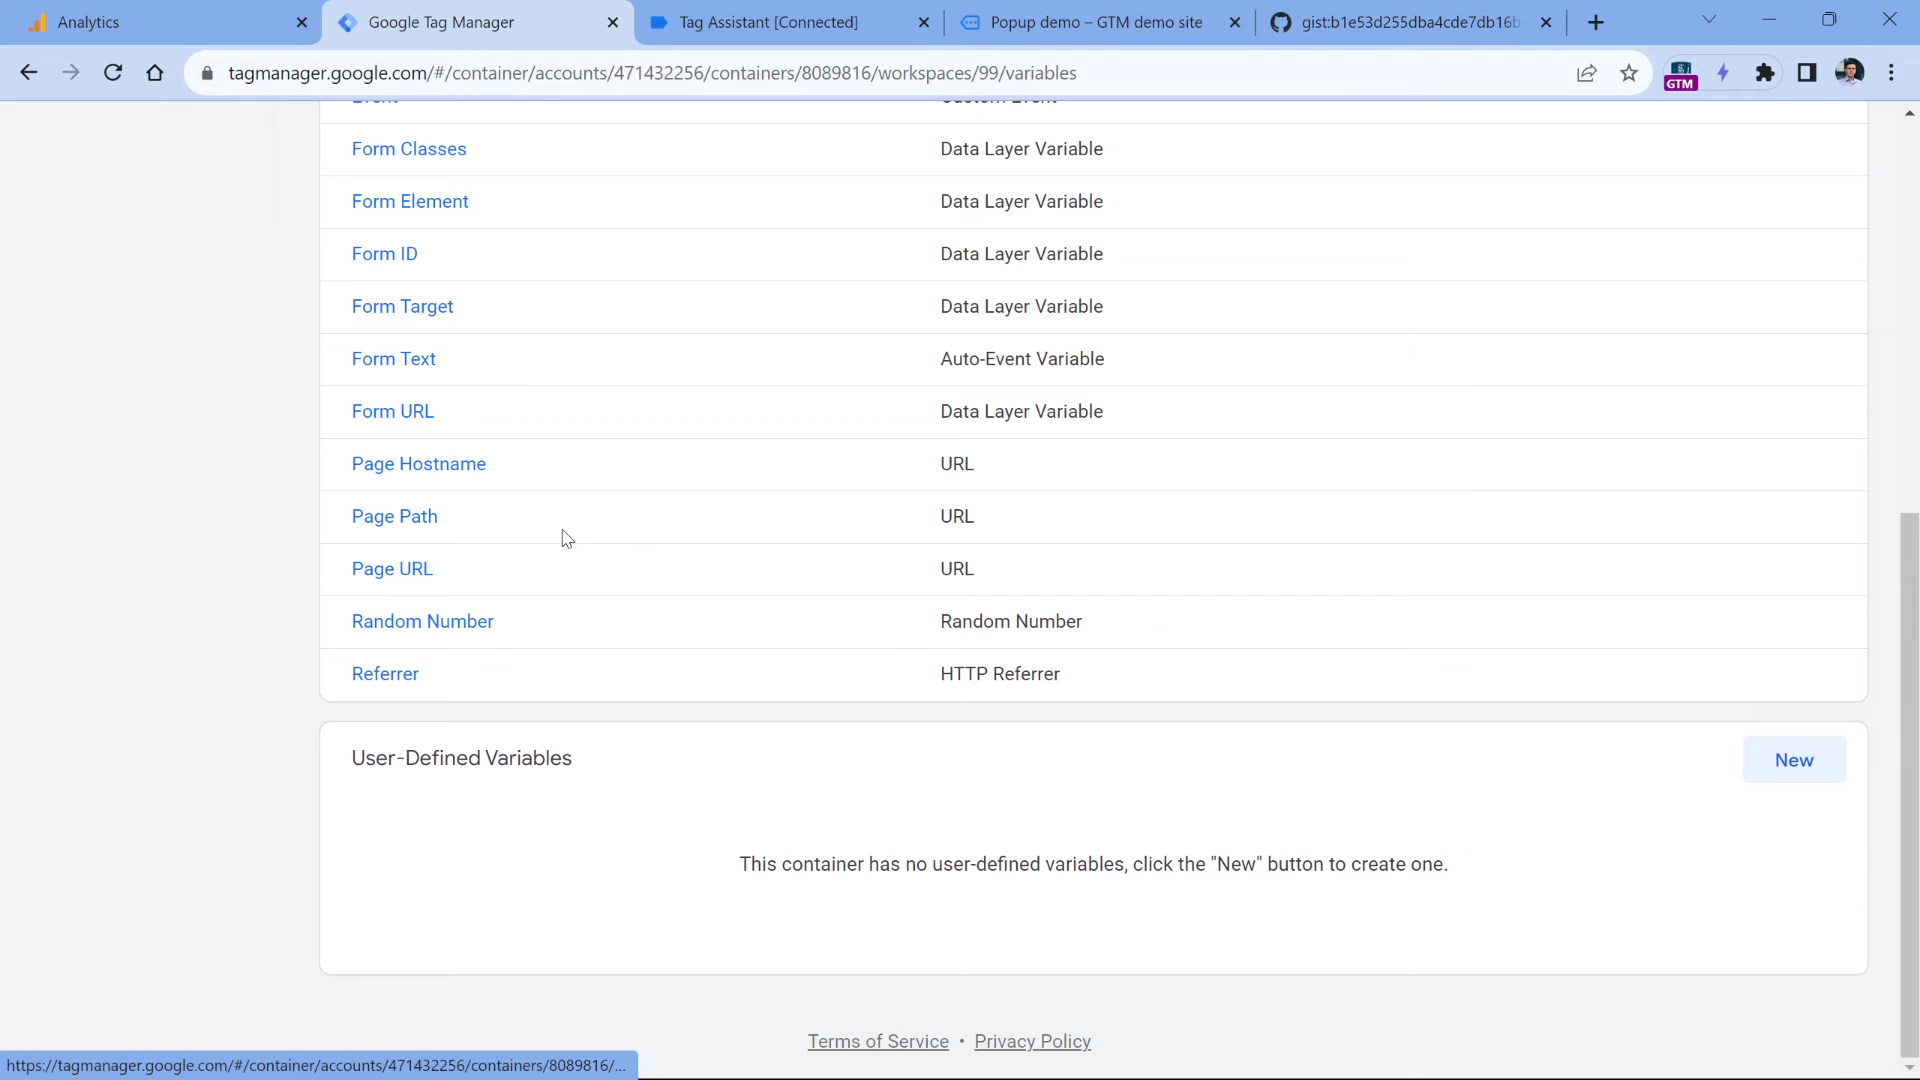 Analytics
Google Tag Manager
Tag Assistant [Connected]
Popup demo – GTM demo site
gist:b1e53d255dba4cde7db16b
tagmanager.google.com/#/container/accounts/471432256/containers/8089816/workspaces/99/variables
GTM
Event Custom Event
Form Classes Data Layer Variable
Form Element Data Layer Variable
Form ID Data Layer Variable
Form Target Data Layer Variable
Form Text Auto-Event Variable
Form URL Data Layer Variable
Page Hostname URL
Page Path URL
Page URL URL
Random Number Random Number
Referrer HTTP Referrer
User-Defined Variables
New
This container has no user-defined variables, click the "New" button to create one.
Terms of Service • Privacy Policy
https://tagmanager.google.com/#/container/accounts/471432256/containers/8089816/...